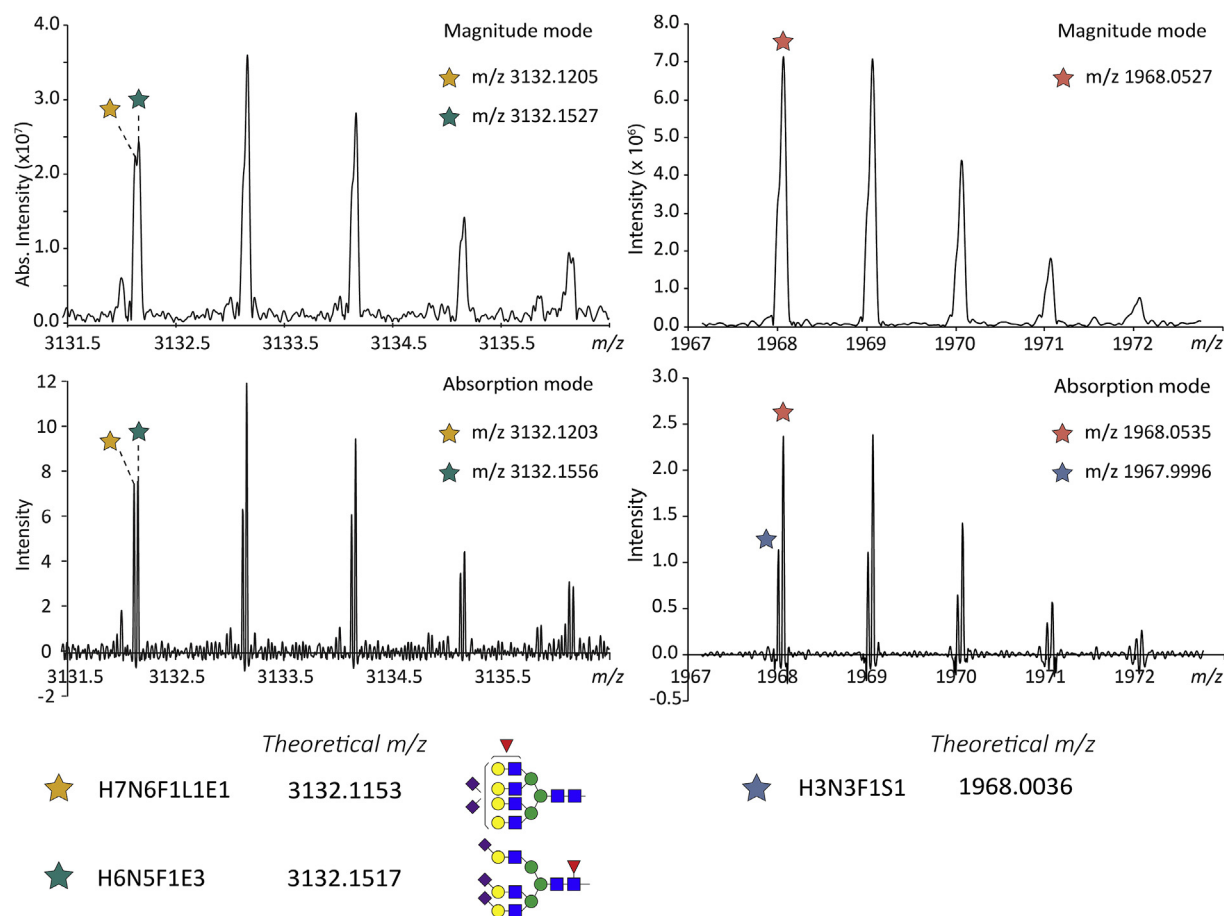 4.0
3.0
2.0
1.0
0.0
Abs. Intensity (x10⁷)
Magnitude mode
m/z 3132.1205
m/z 3132.1527
3131.5 3132.5 3133.5 3134.5 3135.5 m/z
8.0
7.0
6.0
5.0
4.0
3.0
2.0
1.0
0.0
Intensity (x 10⁶)
Magnitude mode
m/z 1968.0527
1967 1968 1969 1970 1971 1972 m/z
12
10
8
6
4
2
0
-2
Intensity
Absorption mode
m/z 3132.1203
m/z 3132.1556
3131.5 3132.5 3133.5 3134.5 3135.5 m/z
3.0
2.5
2.0
1.5
1.0
0.5
0.0
-0.5
Intensity
Absorption mode
m/z 1968.0535
m/z 1967.9996
1967 1968 1969 1970 1971 1972 m/z
Theoretical m/z
H7N6F1L1E1 3132.1153
H6N5F1E3 3132.1517
Theoretical m/z
H3N3F1S1 1968.0036